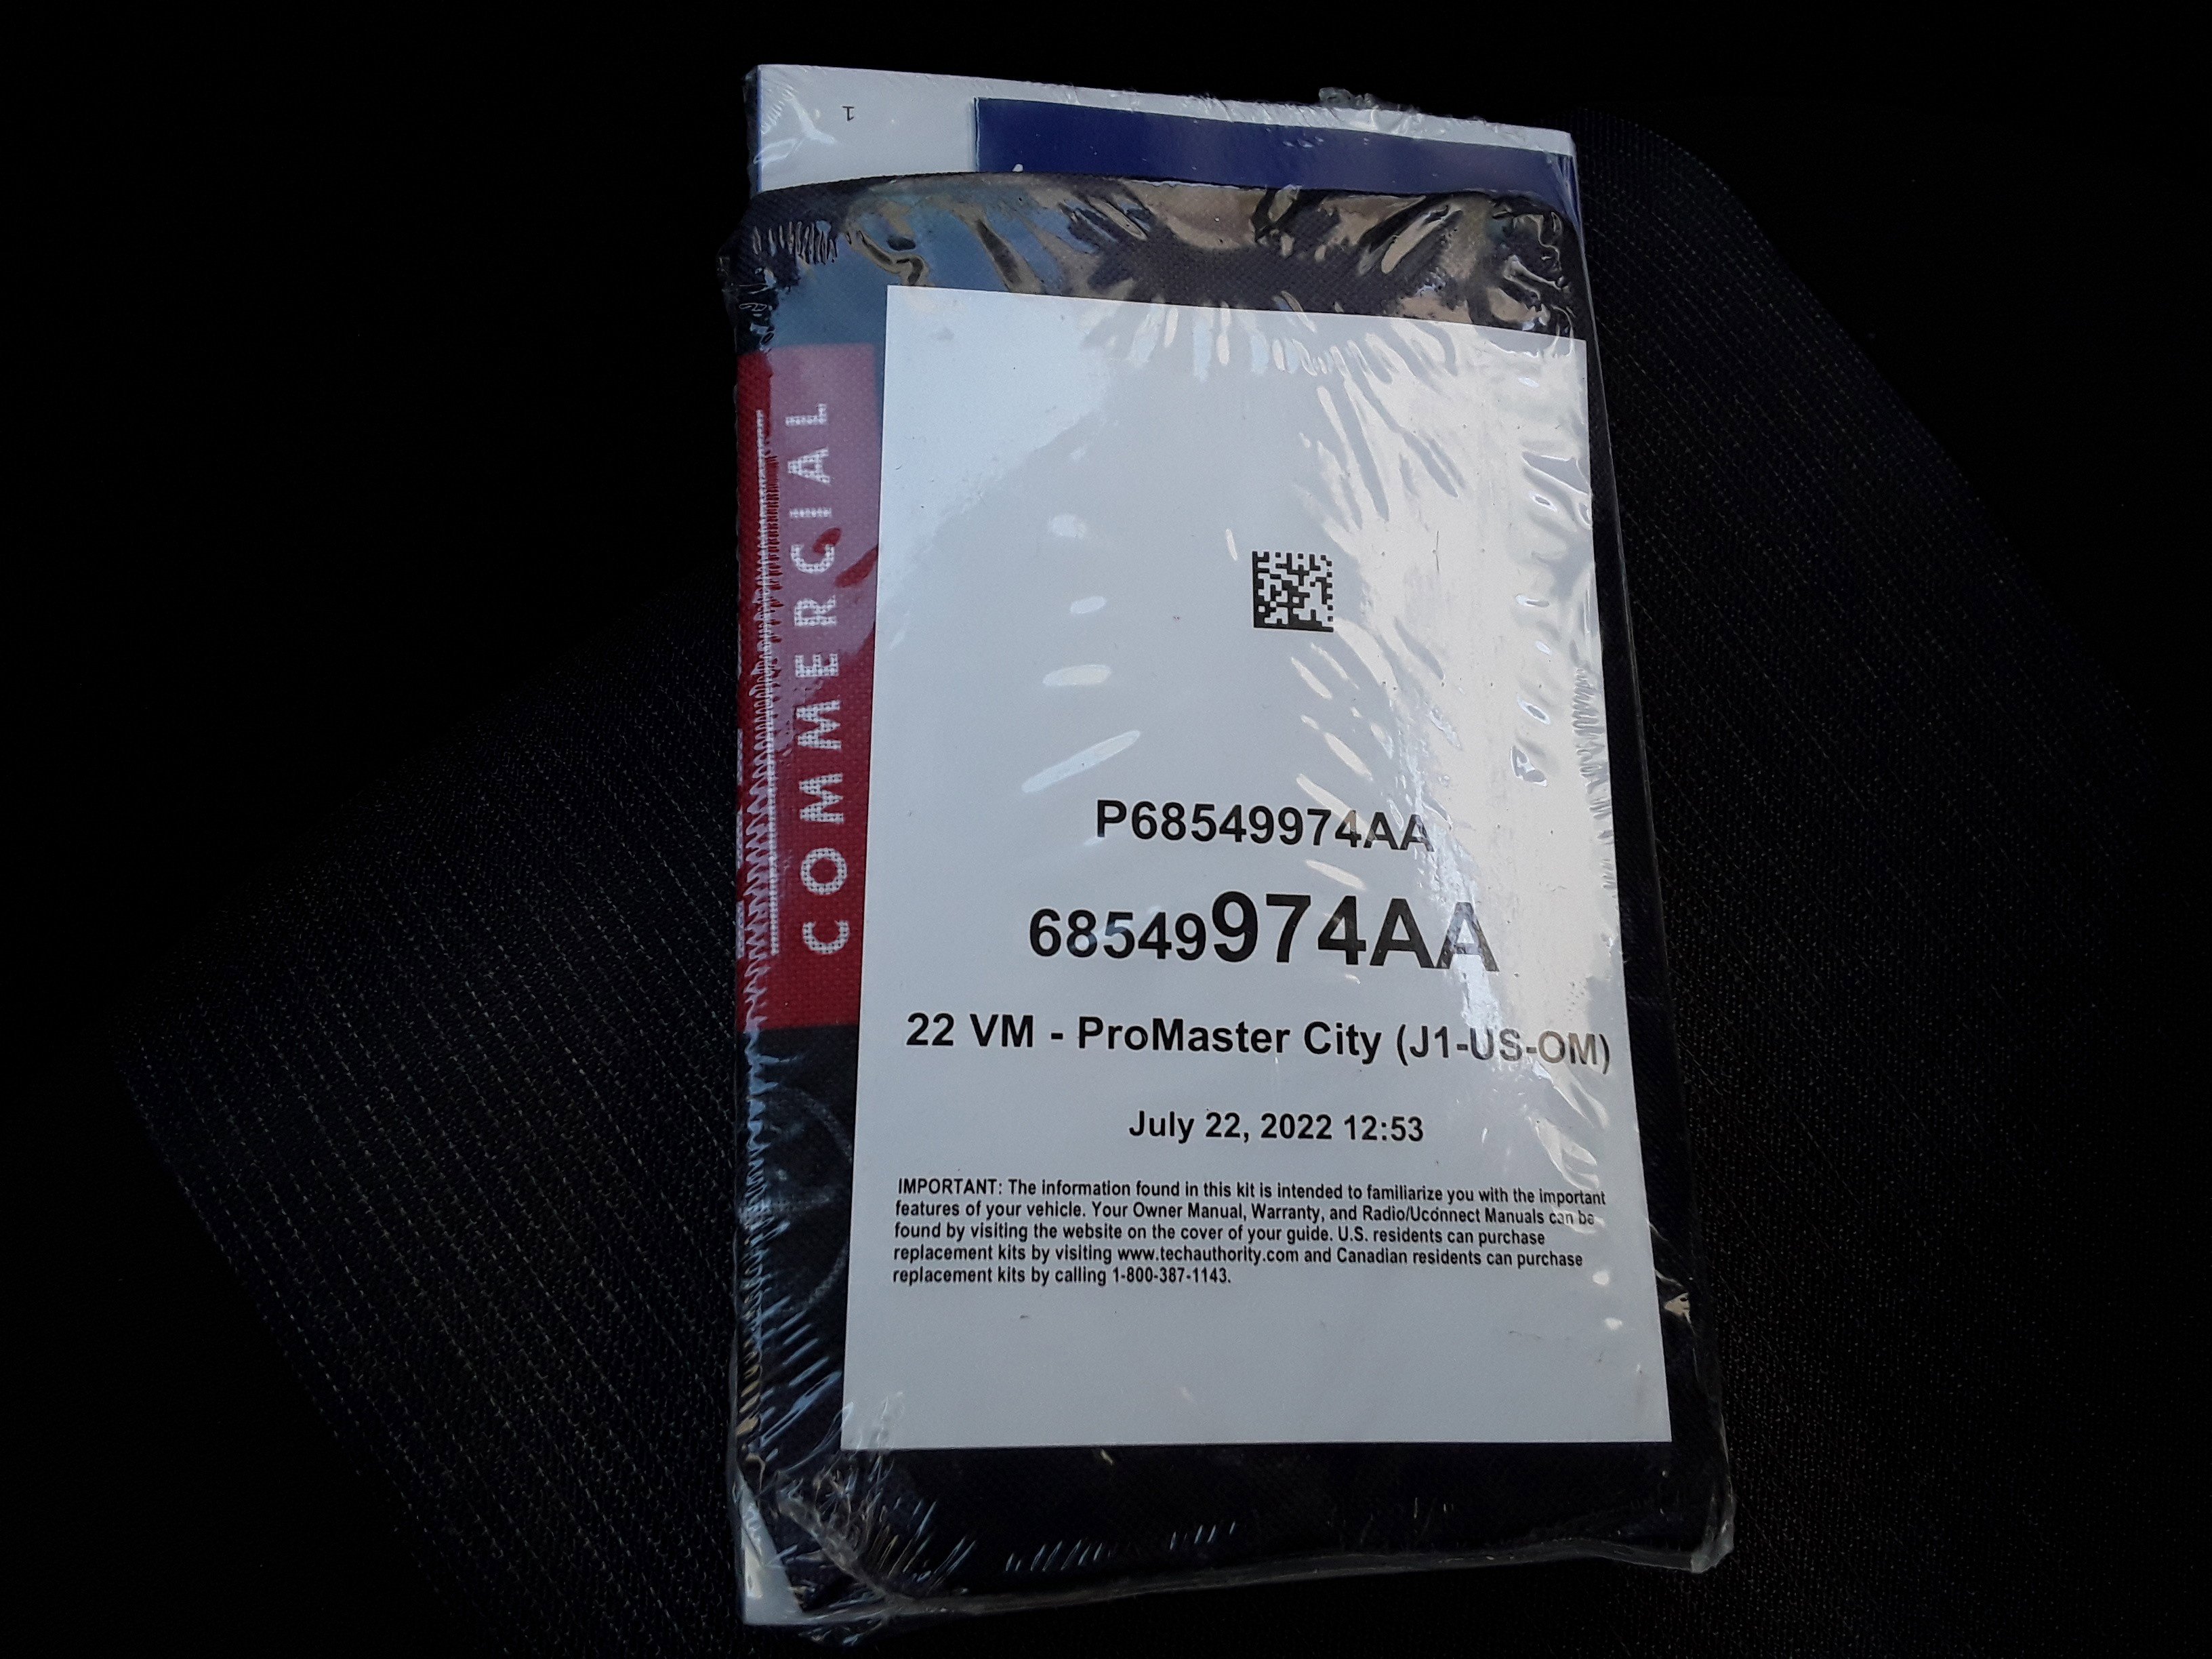 1
COMMERCIAL
P68549974AA
68549974AA
22 VM - ProMaster City (J1-US-OM)
July 22, 2022 12:53
IMPORTANT: The information found in this kit is intended to familiarize you with the important
features of your vehicle. Your Owner Manual, Warranty, and Radio/Uconnect Manuals can be
found by visiting the website on the cover of your guide. U.S. residents can purchase
replacement kits by visiting www.techauthority.com and Canadian residents can purchase
replacement kits by calling 1-800-387-1143.